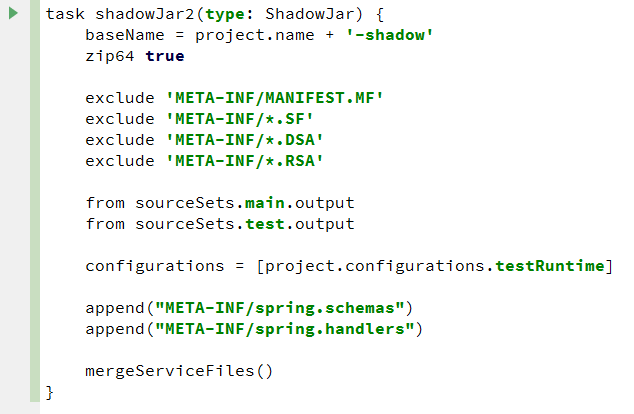 task shadowJar2(type: ShadowJar) {
    baseName = project.name + '-shadow'
    zip64 true

    exclude 'META-INF/MANIFEST.MF'
    exclude 'META-INF/*.SF'
    exclude 'META-INF/*.DSA'
    exclude 'META-INF/*.RSA'

    from sourceSets.main.output
    from sourceSets.test.output

    configurations = [project.configurations.testRuntime]

    append("META-INF/spring.schemas")
    append("META-INF/spring.handlers")

    mergeServiceFiles()
}